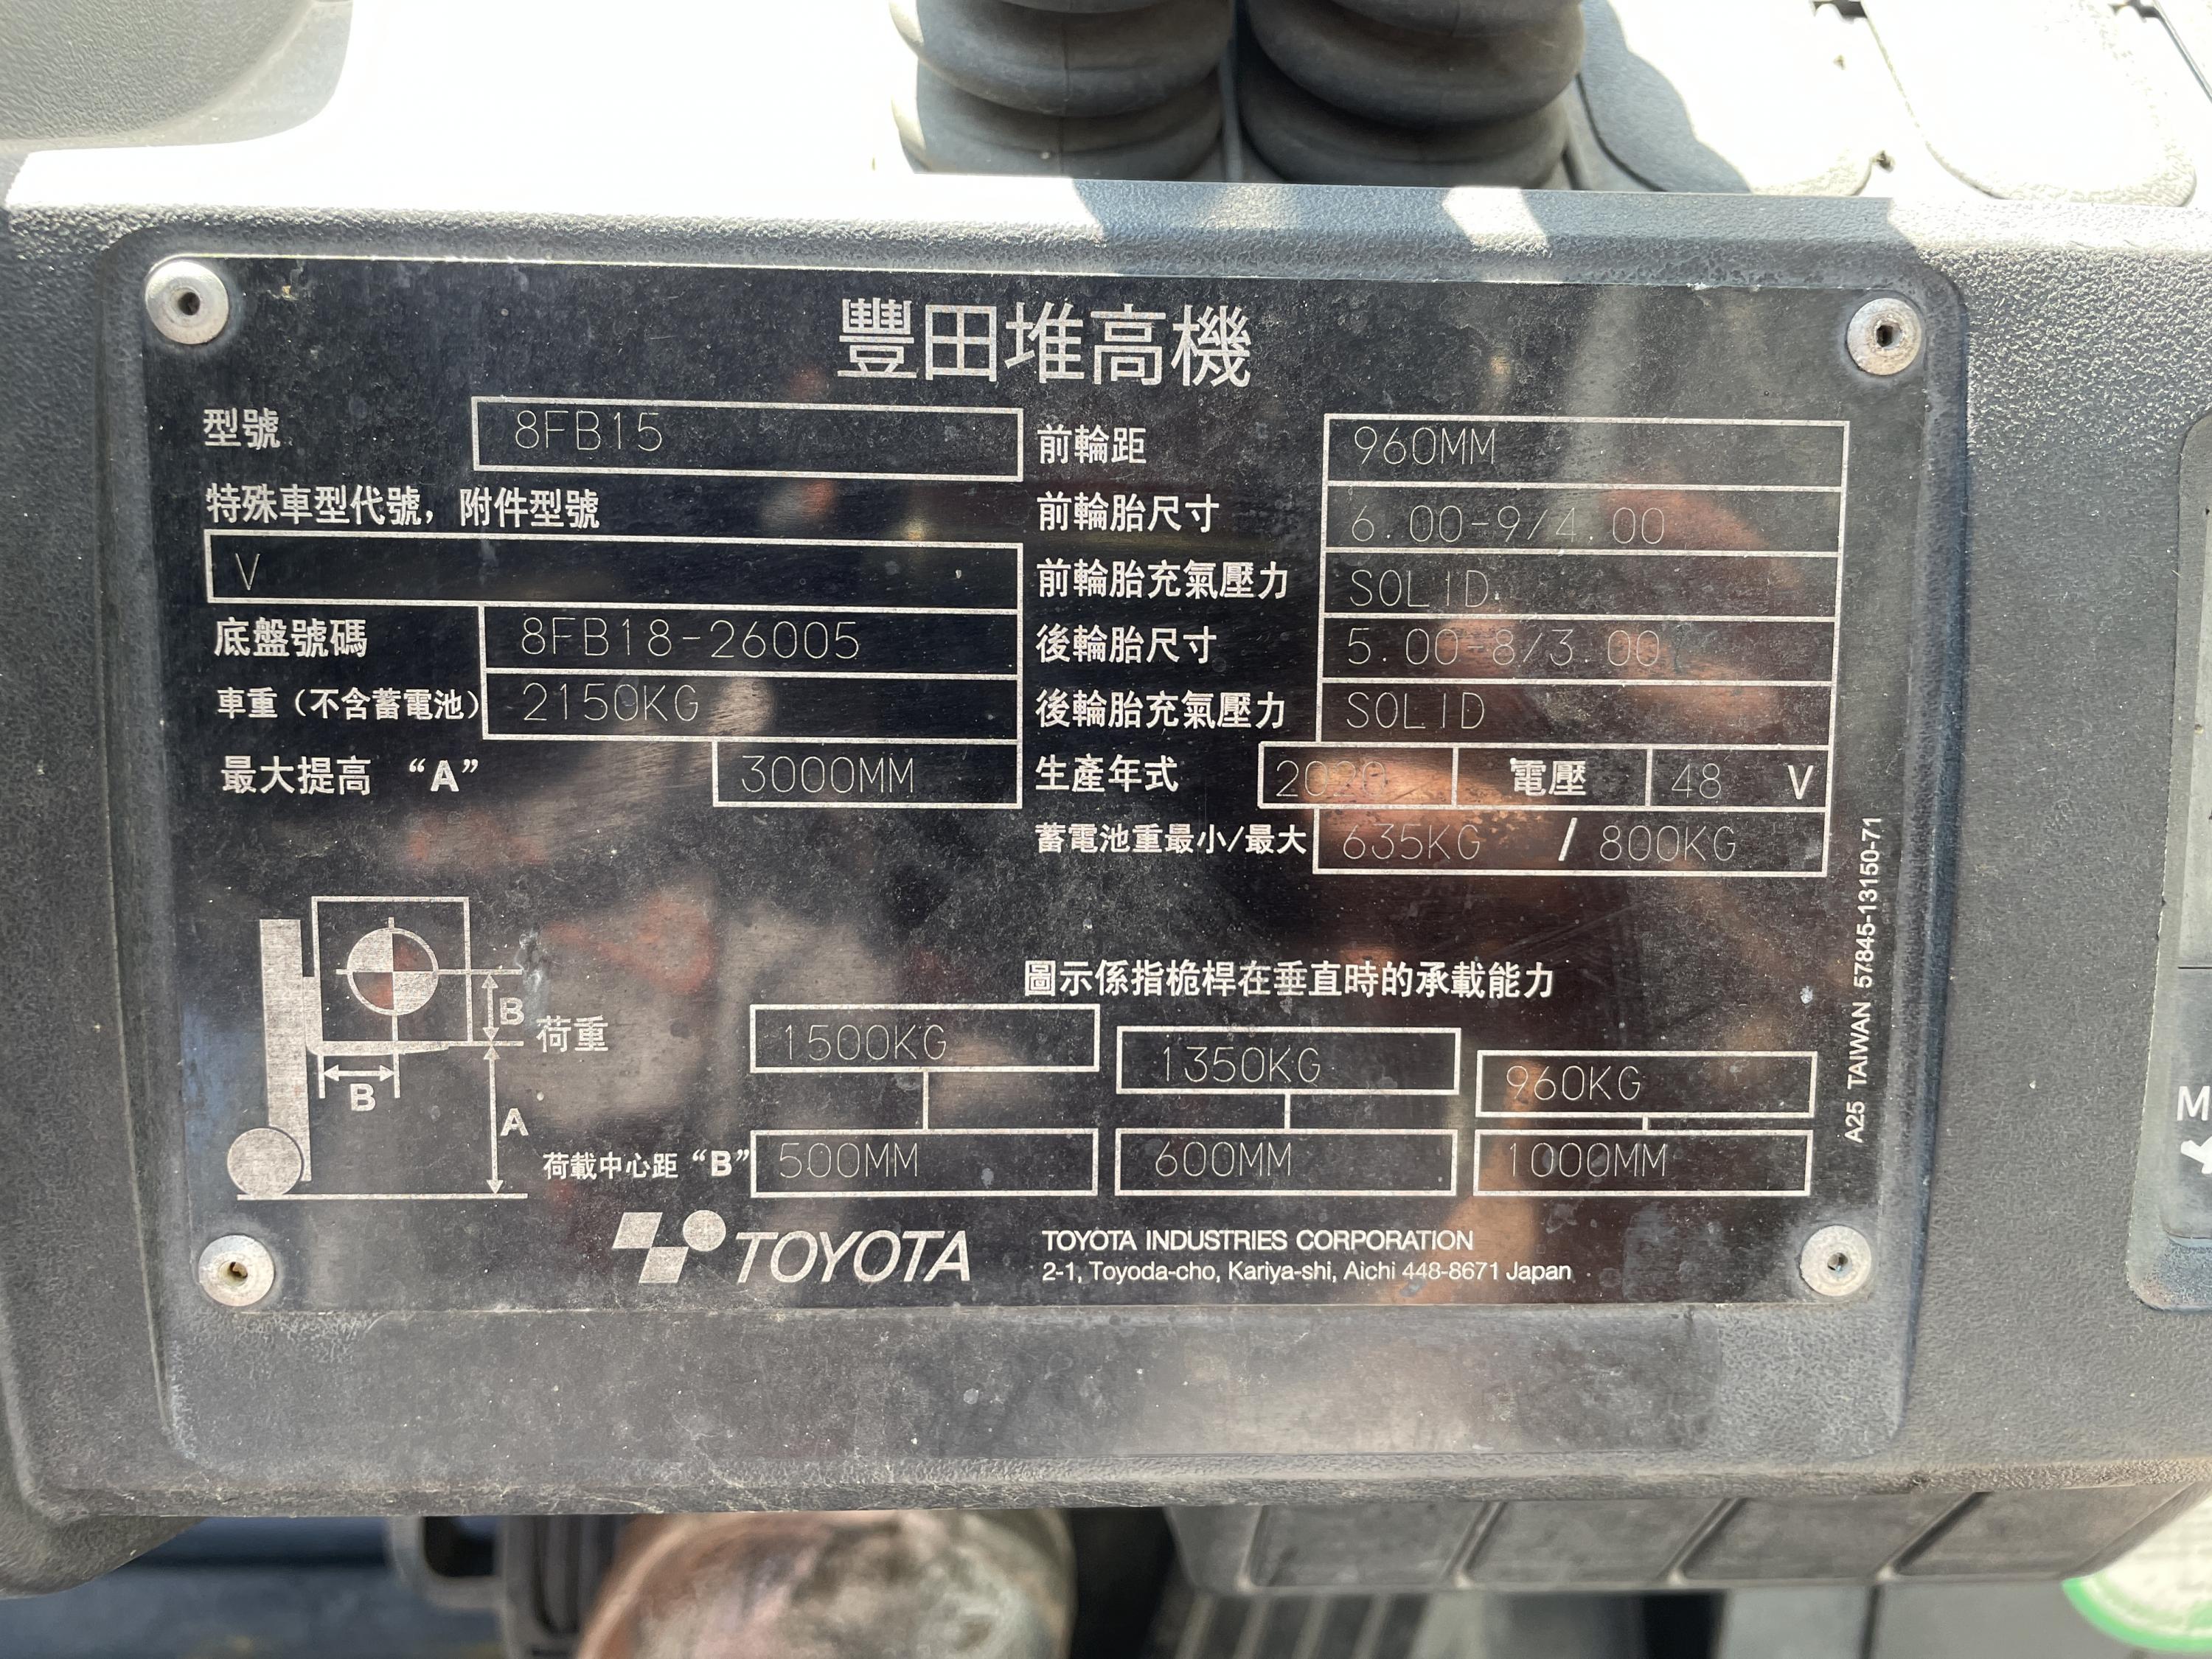 豐田堆高機
型號 8FB15
特殊車型代號，附件型號
V
底盤號碼 8FB18-26005
車重（不含蓄電池） 2150KG
最大提高 “A” 3000MM
前輪距 960MM
前輪胎尺寸 6.00-9/4.00
前輪胎充氣壓力 SOLID
後輪胎尺寸 5.00-8/3.00
後輪胎充氣壓力 SOLID
生產年式 2020 電壓 48 V
蓄電池重最小/最大 635KG / 800KG
圖示係指桅桿在垂直時的承載能力
B
B
A
荷重 1500KG 1350KG 960KG
荷載中心距 “B” 500MM 600MM 1000MM
TOYOTA
TOYOTA INDUSTRIES CORPORATION
2-1, Toyoda-cho, Kariya-shi, Aichi 448-8671 Japan
A25 TAIWAN 57845-13150-71